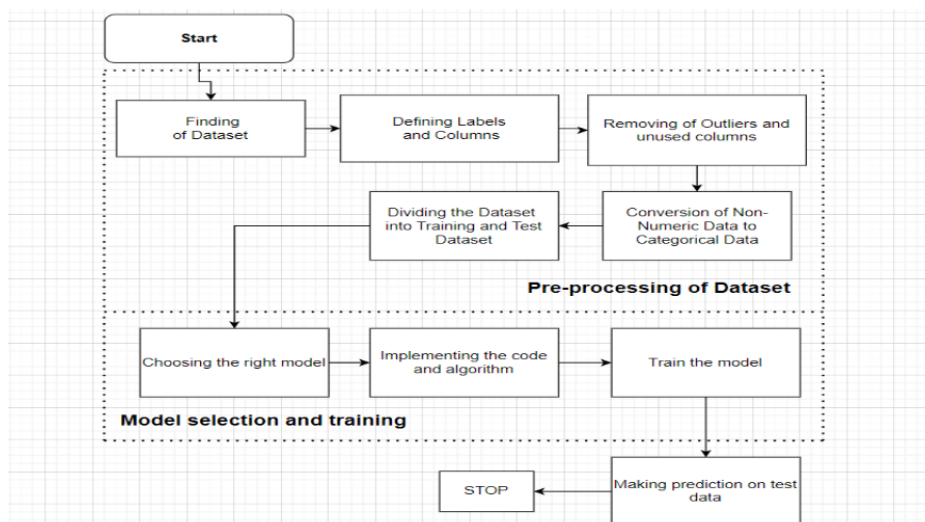 Start
Finding
of Dataset
Defining Labels
and Columns
Removing of Outliers and
unused columns
Conversion of Non-
Numeric Data to
Categorical Data
Dividing the Dataset
into Training and Test
Dataset
Pre-processing of Dataset
Choosing the right model
Implementing the code
and algorithm
Train the model
Model selection and training
Making prediction on test
data
STOP